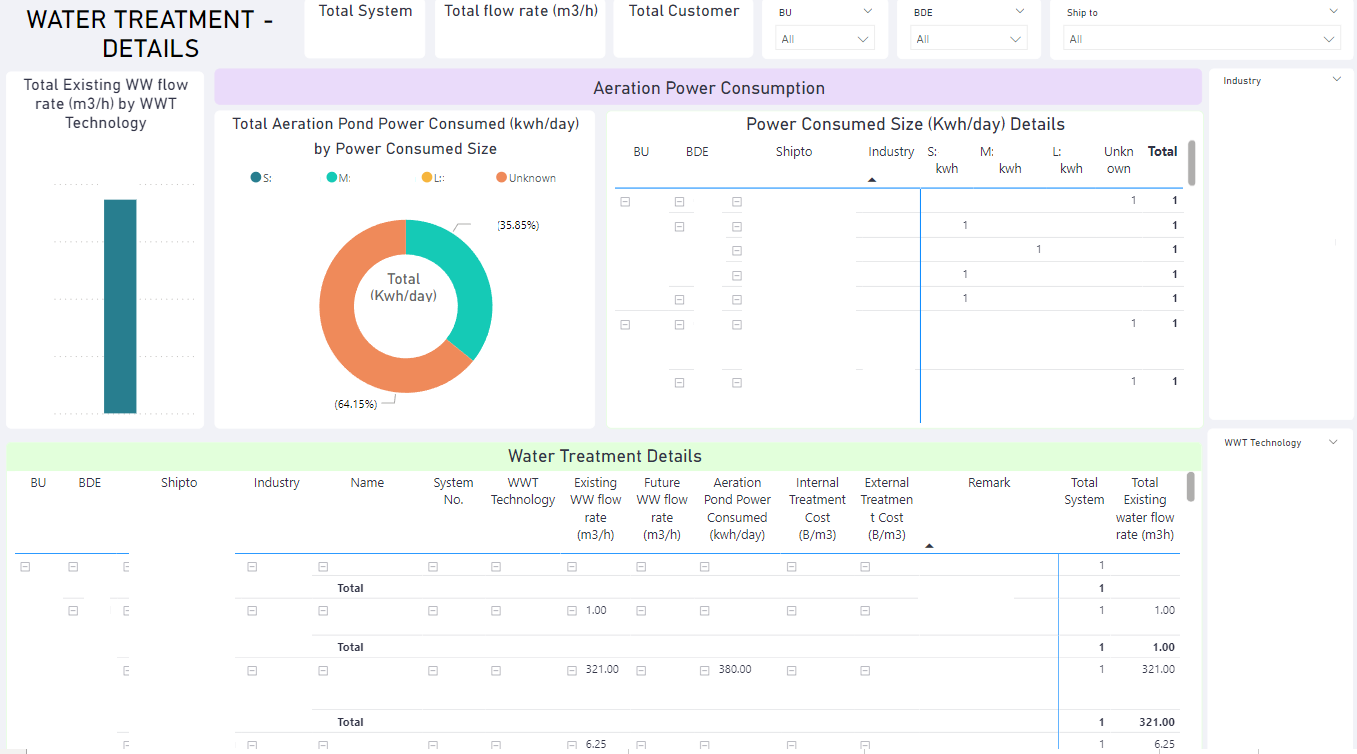 WATER TREATMENT -
DETAILS
Total System
Total flow rate (m3/h)
Total Customer
BU
All
BDE
All
Ship to
All
Total Existing WW flow
rate (m3/h) by WWT
Technology
Aeration Power Consumption
Total Aeration Pond Power Consumed (kwh/day)
by Power Consumed Size
S:
M:
L::
Unknown
(35.85%)
Total
(Kwh/day)
(64.15%)
Power Consumed Size (Kwh/day) Details
BU BDE Shipto Industry S: M: L: Unkn Total
kwh kwh kwh own
1 1
1 1
1 1
1 1
1 1
1 1
1 1
Industry
WWT Technology
Water Treatment Details
BU BDE Shipto Industry Name System WWT Existing Future Aeration Internal External Remark Total Total
No. Technology WW flow WW flow Pond Power Treatment Treatmen System Existing
rate rate Consumed Cost t Cost water flow
(m3/h) (m3/h) (kwh/day) (B/m3) (B/m3) rate (m3h)
1
Total 1
1.00 1 1.00
Total 1 1.00
321.00 380.00 1 321.00
Total 1 321.00
6.25 1 6.25